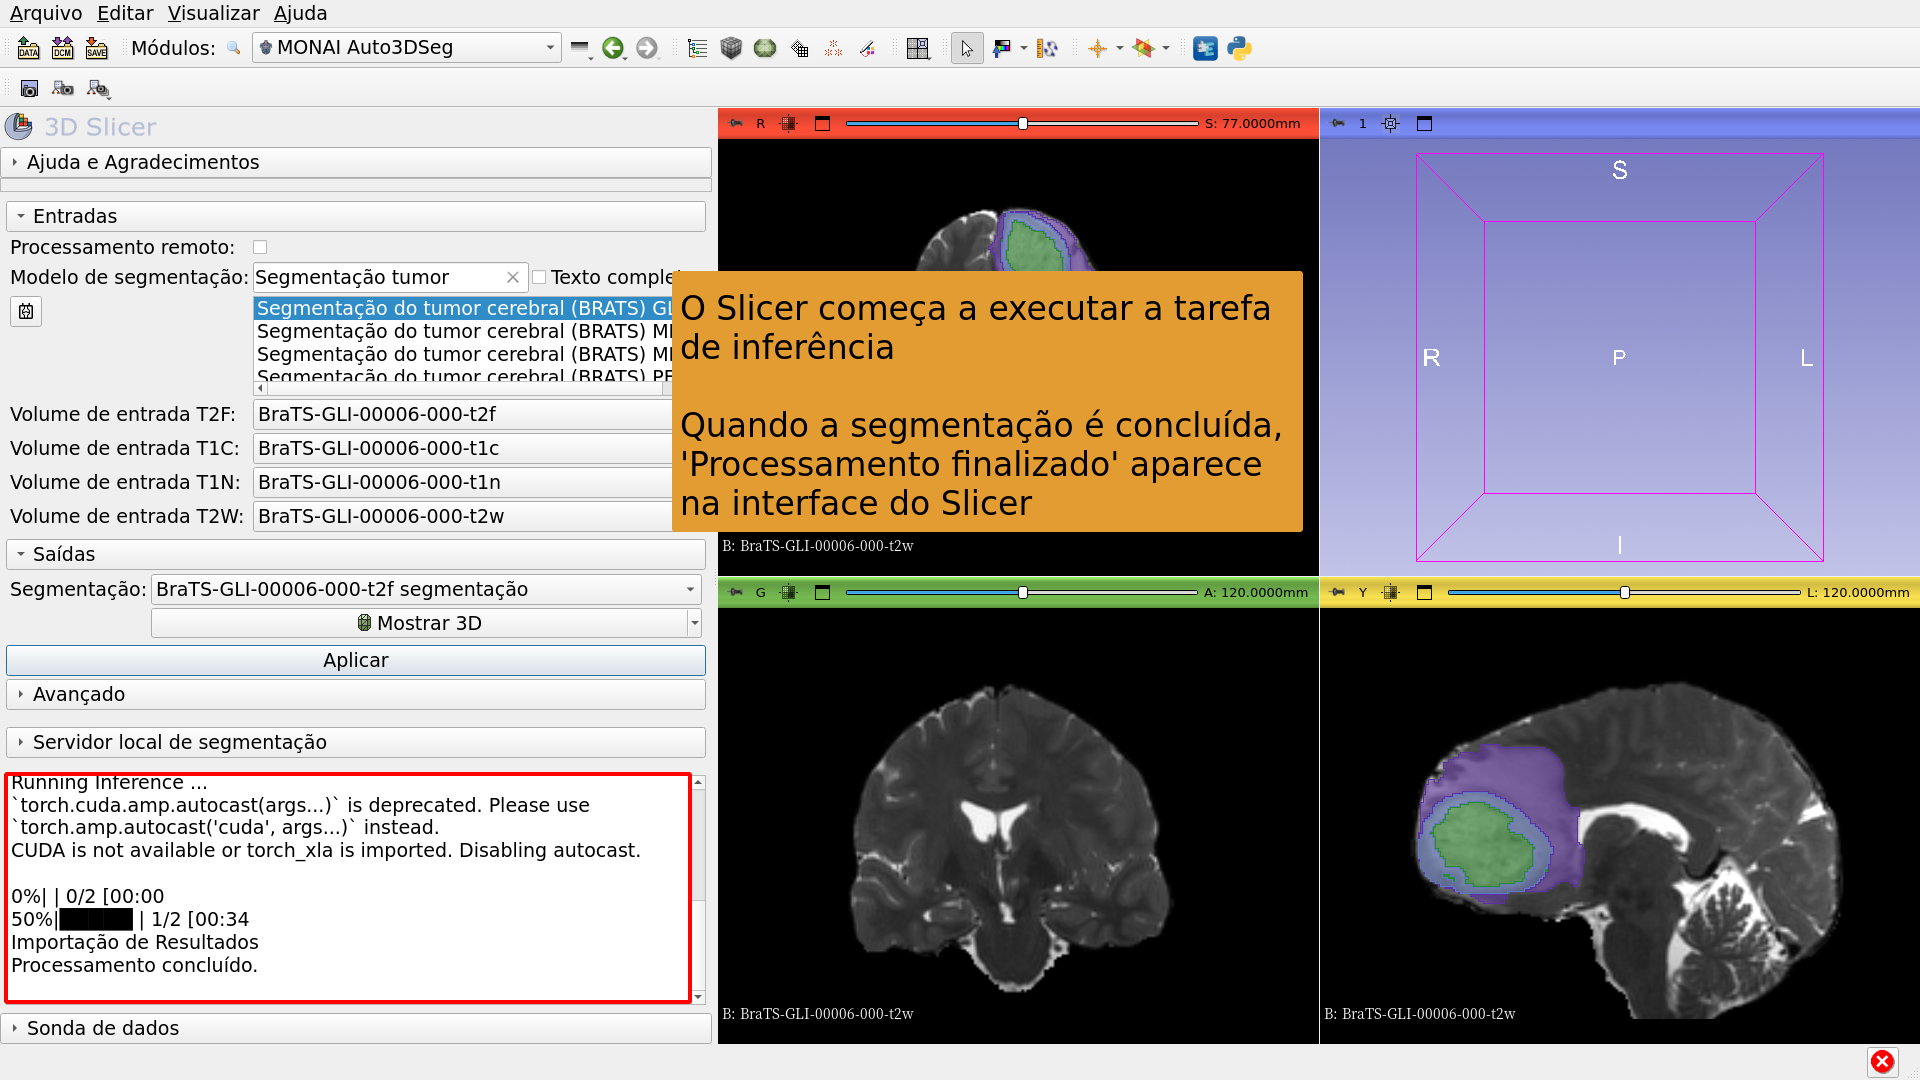 Arquivo Editar Visualizar Ajuda
DATA DCM SAVE Módulos: MONAI Auto3DSeg
3D Slicer
Ajuda e Agradecimentos
Entradas
Processamento remoto:
Modelo de segmentação: Segmentação tumor Texto
Segmentação do tumor cerebral (BRATS)
Segmentação do tumor cerebral (BRATS)
Segmentação do tumor cerebral (BRATS)
Segmentação do tumor cerebral (BRATS)
Volume de entrada T2F: BraTS-GLI-00006-000-t2f
Volume de entrada T1C: BraTS-GLI-00006-000-t1c
Volume de entrada T1N: BraTS-GLI-00006-000-t1n
Volume de entrada T2W: BraTS-GLI-00006-000-t2w
Saídas
Segmentação: BraTS-GLI-00006-000-t2f segmentação
Mostrar 3D
Aplicar
Avançado
Servidor local de segmentação
Running Inference ...
`torch.cuda.amp.autocast(args...)` is deprecated. Please use
`torch.amp.autocast('cuda', args...)` instead.
CUDA is not available or torch_xla is imported. Disabling autocast.
0%| | 0/2 [00:00
50%|█████ | 1/2 [00:34
Importação de Resultados
Processamento concluído.
Sonda de dados
R S: 77.0000mm
O Slicer começa a executar a tarefa
de inferência
Quando a segmentação é concluída,
'Processamento finalizado' aparece
na interface do Slicer
B: BraTS-GLI-00006-000-t2w
1
S
R P L
I
G A: 120.0000mm
B: BraTS-GLI-00006-000-t2w
Y L: 120.0000mm
B: BraTS-GLI-00006-000-t2w